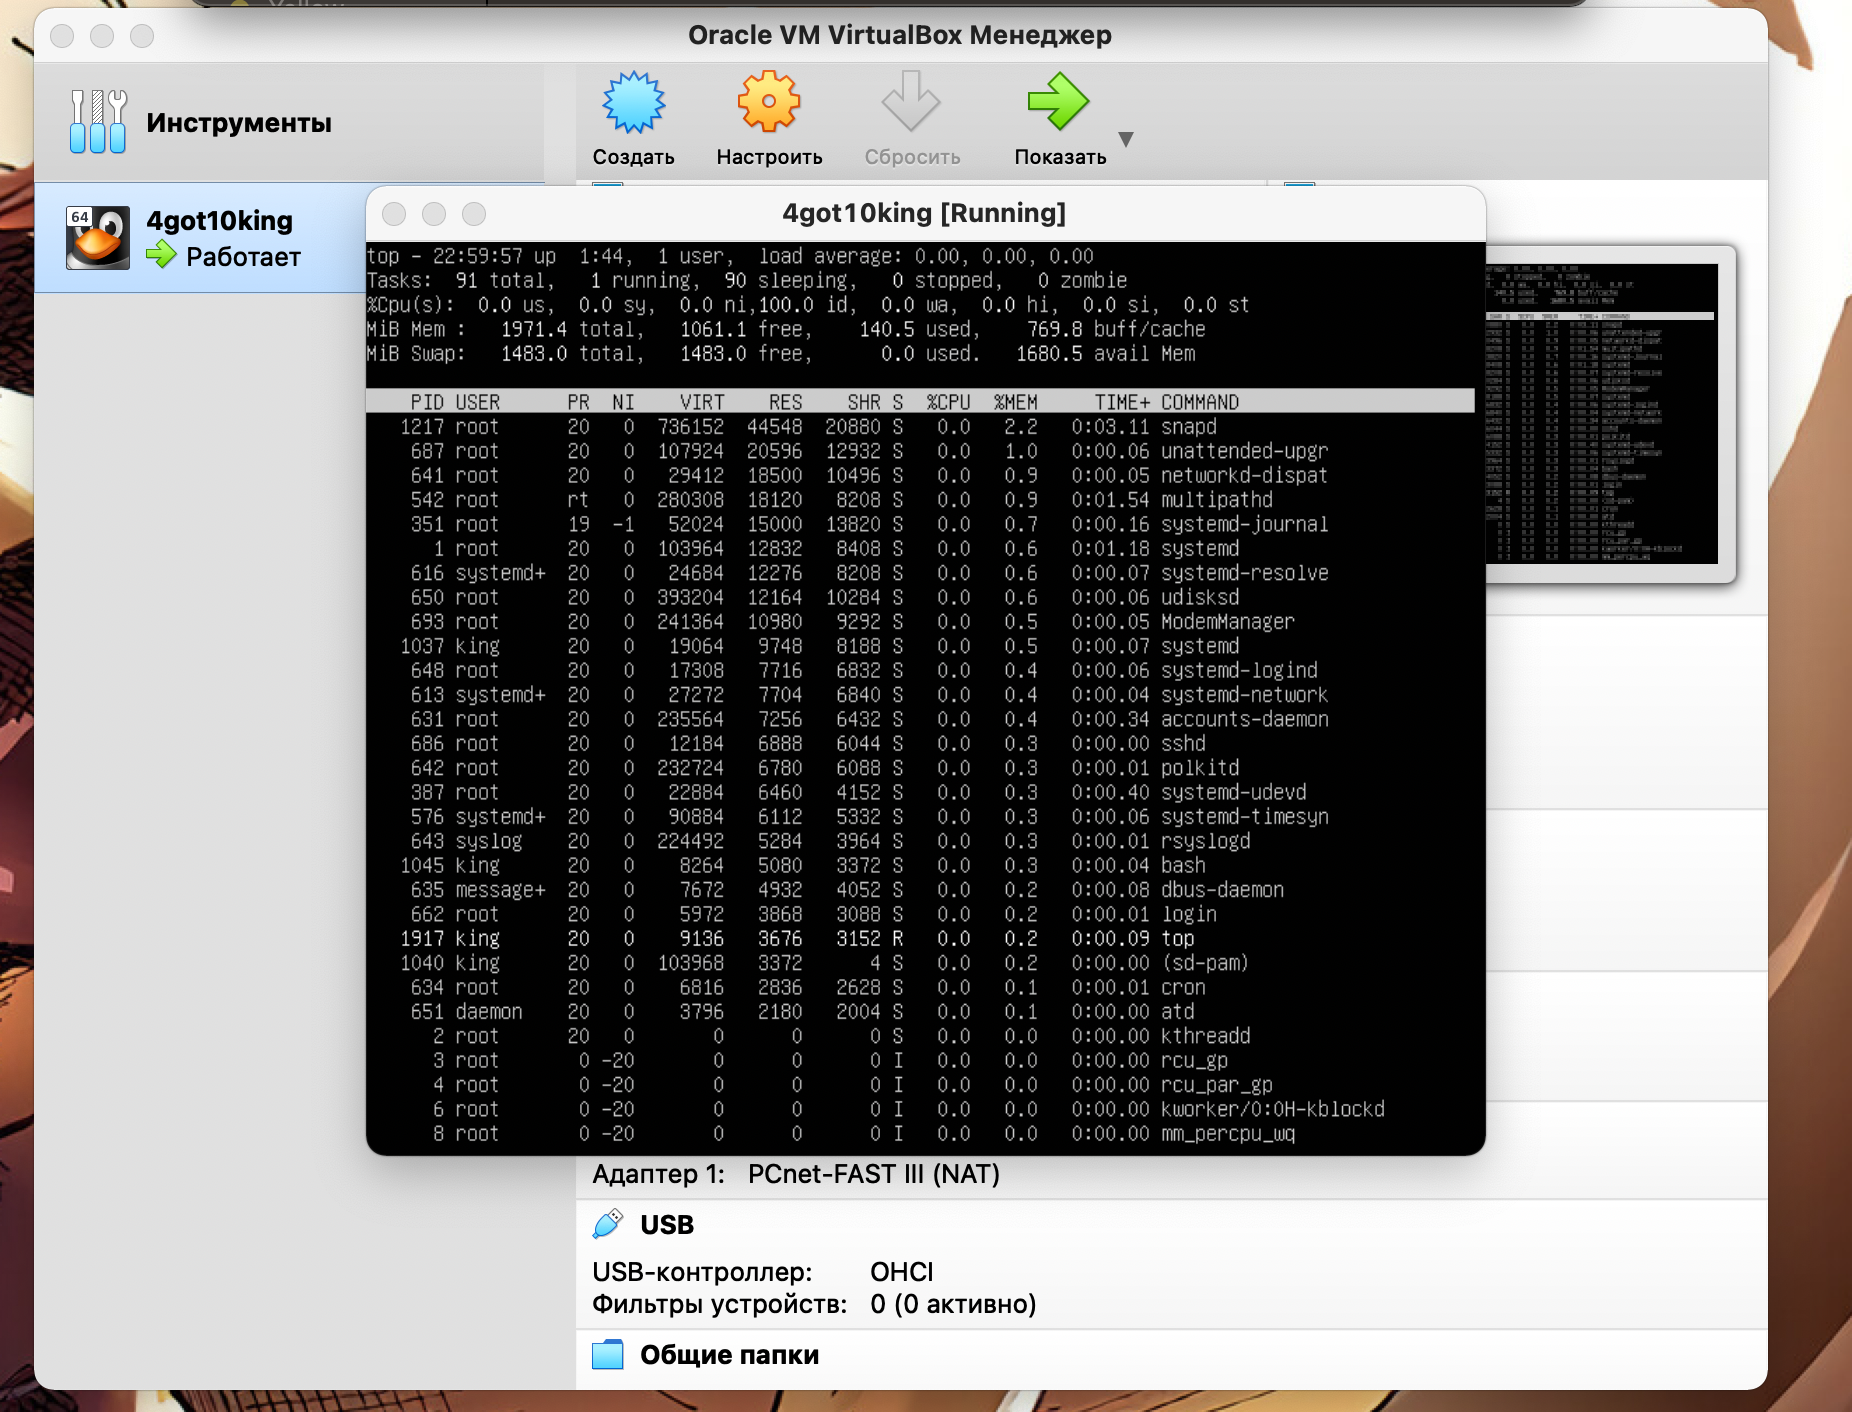 Yellow
Oracle VM VirtualBox Менеджер
Инструменты
Создать Настроить Сбросить Показать
64 4got10king
Работает
4got10king [Running]
top - 22:59:57 up  1:44,  1 user,  load average: 0.00, 0.00, 0.00
Tasks:  91 total,   1 running,  90 sleeping,   0 stopped,   0 zombie
%Cpu(s):  0.0 us,  0.0 sy,  0.0 ni,100.0 id,  0.0 wa,  0.0 hi,  0.0 si,  0.0 st
MiB Mem :   1971.4 total,   1061.1 free,    140.5 used,    769.8 buff/cache
MiB Swap:   1483.0 total,   1483.0 free,      0.0 used.   1680.5 avail Mem
PID USER      PR  NI    VIRT    RES    SHR S  %CPU  %MEM     TIME+ COMMAND
1217 root      20   0  736152  44548  20880 S   0.0   2.2   0:03.11 snapd
687 root      20   0  107924  20596  12932 S   0.0   1.0   0:00.06 unattended-upgr
641 root      20   0   29412  18500  10496 S   0.0   0.9   0:00.05 networkd-dispat
542 root      rt   0  280308  18120   8208 S   0.0   0.9   0:01.54 multipathd
351 root      19  -1   52024  15000  13820 S   0.0   0.7   0:00.16 systemd-journal
1 root      20   0  103964  12832   8408 S   0.0   0.6   0:01.18 systemd
616 systemd+  20   0   24684  12276   8208 S   0.0   0.6   0:00.07 systemd-resolve
650 root      20   0  393204  12164  10284 S   0.0   0.6   0:00.06 udisksd
693 root      20   0  241364  10980   9292 S   0.0   0.5   0:00.05 ModemManager
1037 king      20   0   19064   9748   8188 S   0.0   0.5   0:00.07 systemd
648 root      20   0   17308   7716   6832 S   0.0   0.4   0:00.06 systemd-logind
613 systemd+  20   0   27272   7704   6840 S   0.0   0.4   0:00.04 systemd-network
631 root      20   0  235564   7256   6432 S   0.0   0.4   0:00.34 accounts-daemon
686 root      20   0   12184   6888   6044 S   0.0   0.3   0:00.00 sshd
642 root      20   0  232724   6780   6088 S   0.0   0.3   0:00.01 polkitd
387 root      20   0   22884   6460   4152 S   0.0   0.3   0:00.40 systemd-udevd
576 systemd+  20   0   90884   6112   5332 S   0.0   0.3   0:00.06 systemd-timesyn
643 syslog    20   0  224492   5284   3964 S   0.0   0.3   0:00.01 rsyslogd
1045 king      20   0    8264   5080   3372 S   0.0   0.3   0:00.04 bash
635 message+  20   0    7672   4932   4052 S   0.0   0.2   0:00.08 dbus-daemon
662 root      20   0    5972   3868   3088 S   0.0   0.2   0:00.01 login
1917 king      20   0    9136   3676   3152 R   0.0   0.2   0:00.09 top
1040 king      20   0  103968   3372      4 S   0.0   0.2   0:00.00 (sd-pam)
634 root      20   0    6816   2836   2628 S   0.0   0.1   0:00.01 cron
651 daemon    20   0    3796   2180   2004 S   0.0   0.1   0:00.00 atd
2 root      20   0       0      0      0 S   0.0   0.0   0:00.00 kthreadd
3 root       0 -20       0      0      0 I   0.0   0.0   0:00.00 rcu_gp
4 root       0 -20       0      0      0 I   0.0   0.0   0:00.00 rcu_par_gp
6 root       0 -20       0      0      0 I   0.0   0.0   0:00.00 kworker/0:0H-kblockd
8 root       0 -20       0      0      0 I   0.0   0.0   0:00.00 mm_percpu_wq
Адаптер 1: PCnet-FAST III (NAT)
USB
USB-контроллер: OHCI
Фильтры устройств: 0 (0 активно)
Общие папки